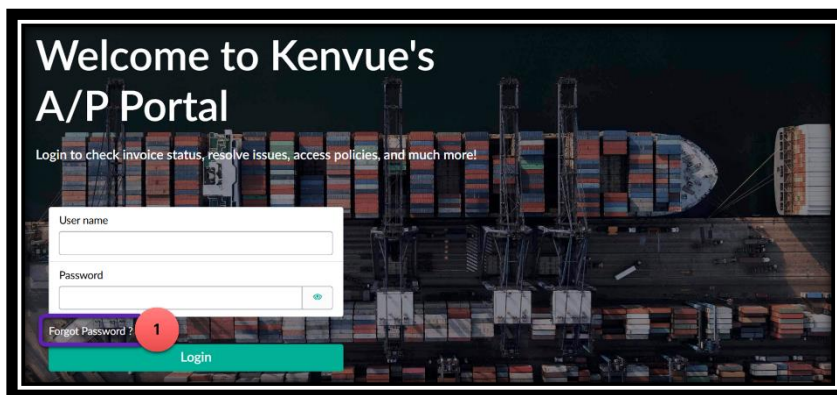 Welcome to Kenvue's
A/P Portal
Login to check invoice status, resolve issues, access policies, and much more!
User name
Password
Forgot Password ?
1
Login